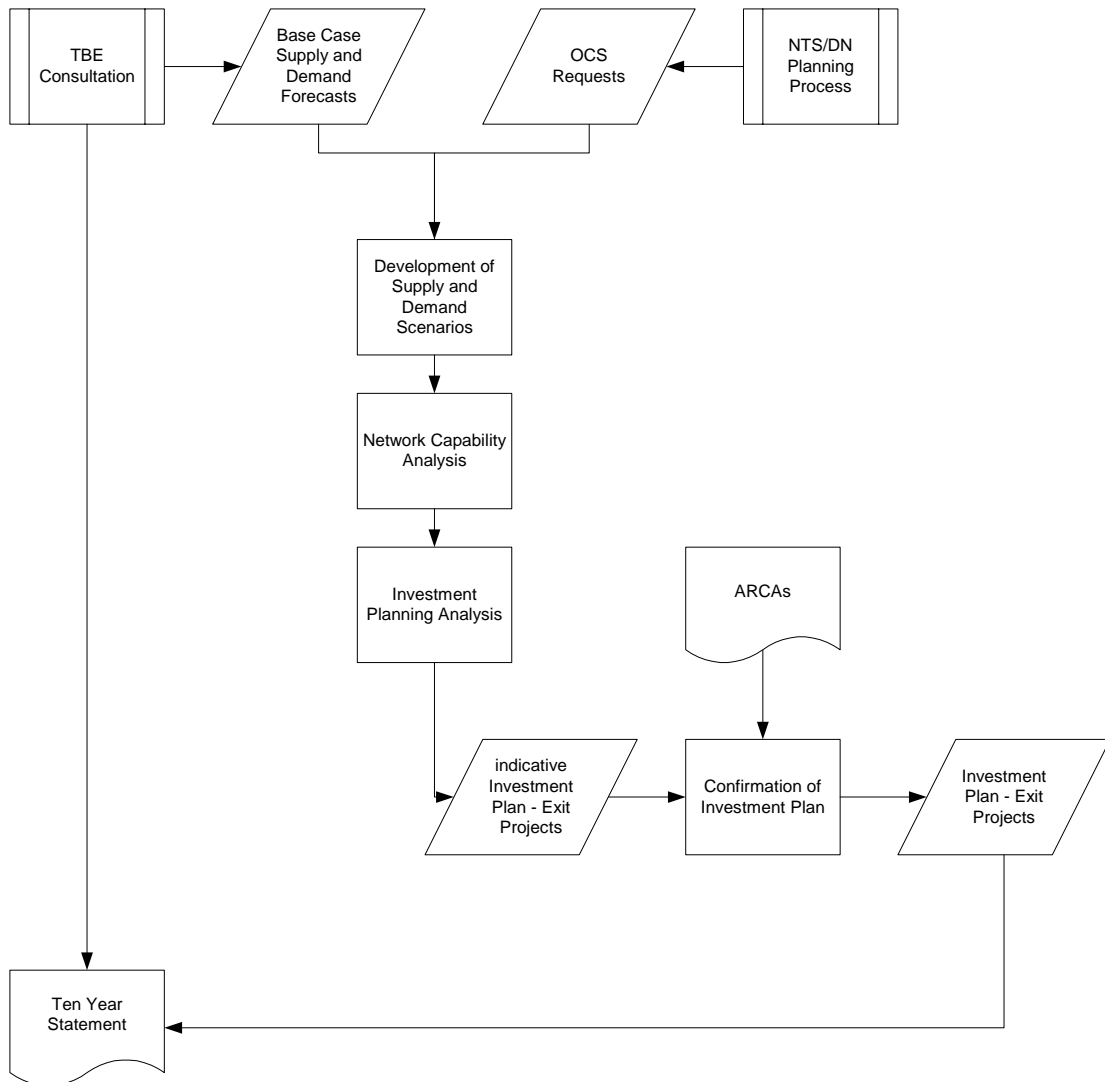 TBE
Consultation
Base Case
Supply and
Demand
Forecasts
OCS
Requests
NTS/DN
Planning
Process
Development of
Supply and
Demand
Scenarios
Network Capability
Analysis
Investment
Planning Analysis
ARCAs
indicative
Investment
Plan - Exit
Projects
Confirmation of
Investment Plan
Investment
Plan - Exit
Projects
Ten Year
Statement